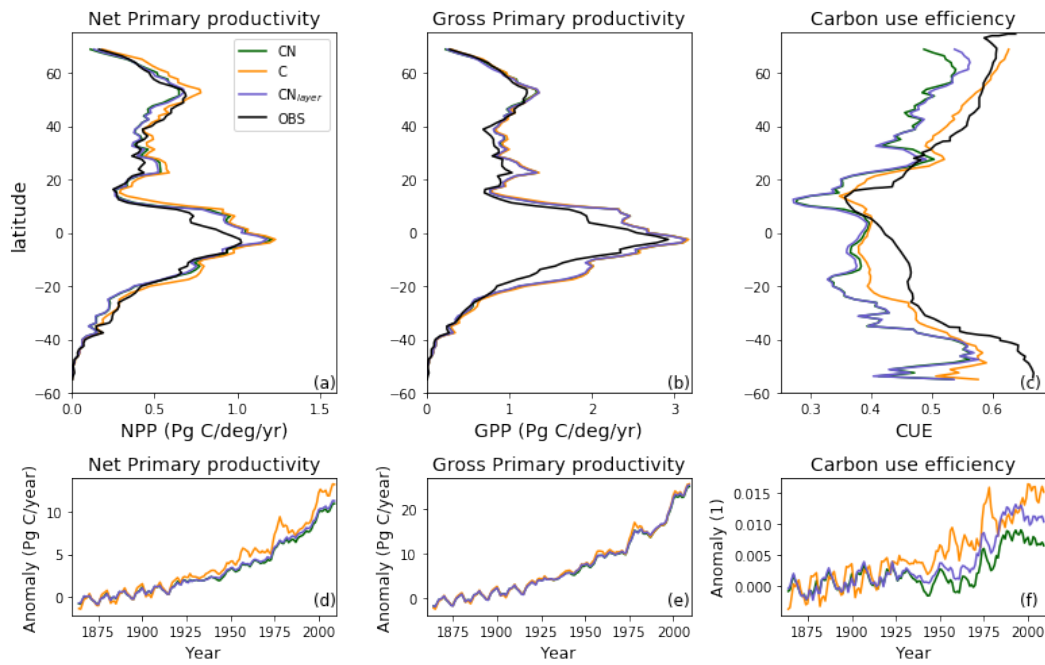 Net Primary productivity
Gross Primary productivity
Carbon use efficiency
CN
C
CN_layer
OBS
latitude
60
40
20
0
−20
−40
−60
0.0 0.5 1.0 1.5
NPP (Pg C/deg/yr)
(a)
60
40
20
0
−20
−40
−60
0 1 2 3
GPP (Pg C/deg/yr)
(b)
60
40
20
0
−20
−40
−60
0.3 0.4 0.5 0.6
CUE
(c)
Net Primary productivity
Gross Primary productivity
Carbon use efficiency
Anomaly (Pg C/year)
10
5
0
1875 1900 1925 1950 1975 2000
Year
(d)
Anomaly (Pg C/year)
20
10
0
1875 1900 1925 1950 1975 2000
Year
(e)
Anomaly (1)
0.015
0.010
0.005
0.000
1875 1900 1925 1950 1975 2000
Year
(f)